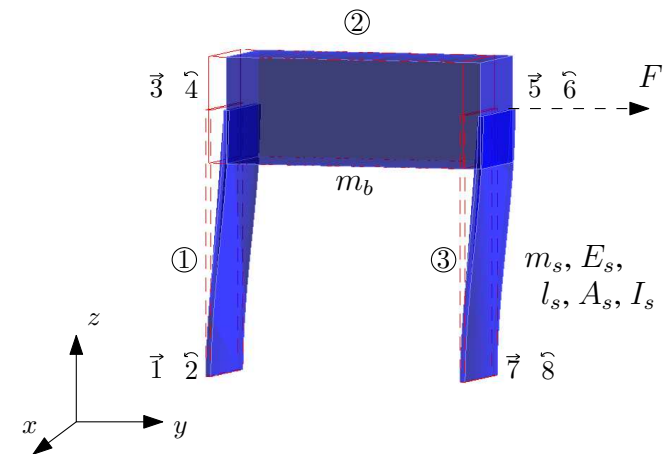 ②
3⃗ 4↶ 5⃗ 6↶ F
m_b
① ③ m_s, E_s,
l_s, A_s, I_s
z
1⃗ 2↶ 7⃗ 8↶
x y